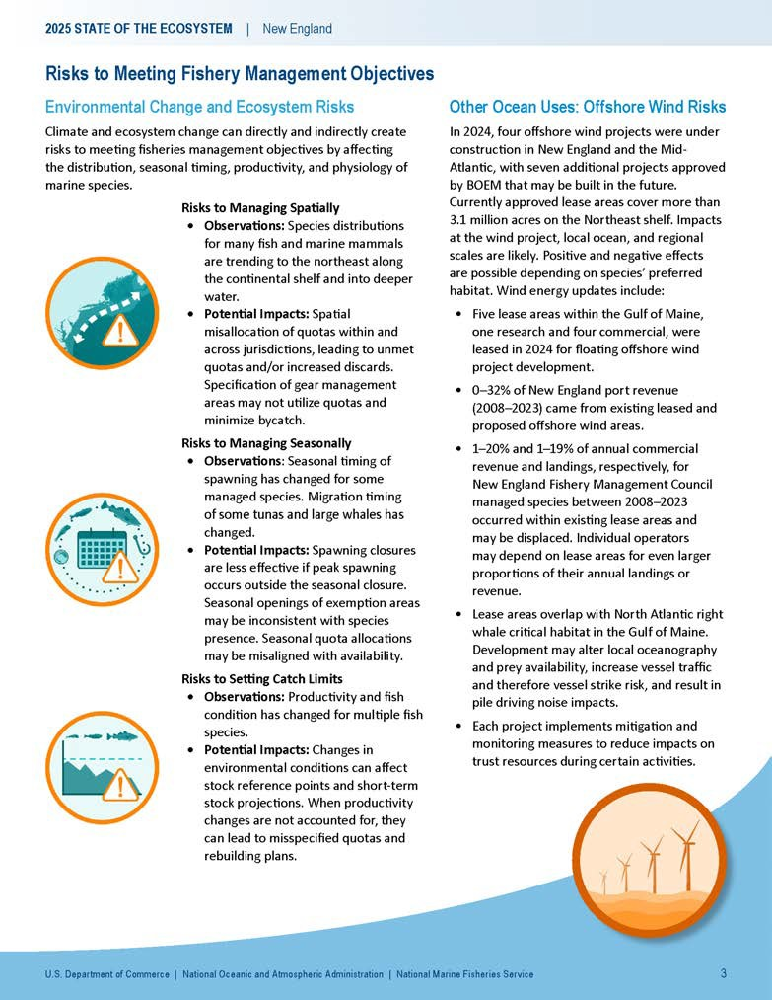 2025 STATE OF THE ECOSYSTEM | New England
Risks to Meeting Fishery Management Objectives
Environmental Change and Ecosystem Risks
Climate and ecosystem change can directly and indirectly create
risks to meeting fisheries management objectives by affecting
the distribution, seasonal timing, productivity, and physiology of
marine species.
Risks to Managing Spatially
• Observations: Species distributions
for many fish and marine mammals
are trending to the northeast along
the continental shelf and into deeper
water.
• Potential Impacts: Spatial
misallocation of quotas within and
across jurisdictions, leading to unmet
quotas and/or increased discards.
Specification of gear management
areas may not utilize quotas and
minimize bycatch.
Risks to Managing Seasonally
• Observations: Seasonal timing of
spawning has changed for some
managed species. Migration timing
of some tunas and large whales has
changed.
• Potential Impacts: Spawning closures
are less effective if peak spawning
occurs outside the seasonal closure.
Seasonal openings of exemption areas
may be inconsistent with species
presence. Seasonal quota allocations
may be misaligned with availability.
Risks to Setting Catch Limits
• Observations: Productivity and fish
condition has changed for multiple fish
species.
• Potential Impacts: Changes in
environmental conditions can affect
stock reference points and short-term
stock projections. When productivity
changes are not accounted for, they
can lead to misspecified quotas and
rebuilding plans.
Other Ocean Uses: Offshore Wind Risks
In 2024, four offshore wind projects were under
construction in New England and the Mid-
Atlantic, with seven additional projects approved
by BOEM that may be built in the future.
Currently approved lease areas cover more than
3.1 million acres on the Northeast shelf. Impacts
at the wind project, local ocean, and regional
scales are likely. Positive and negative effects
are possible depending on species' preferred
habitat. Wind energy updates include:
• Five lease areas within the Gulf of Maine,
one research and four commercial, were
leased in 2024 for floating offshore wind
project development.
• 0–32% of New England port revenue
(2008–2023) came from existing leased and
proposed offshore wind areas.
• 1–20% and 1–19% of annual commercial
revenue and landings, respectively, for
New England Fishery Management Council
managed species between 2008–2023
occurred within existing lease areas and
may be displaced. Individual operators
may depend on lease areas for even larger
proportions of their annual landings or
revenue.
• Lease areas overlap with North Atlantic right
whale critical habitat in the Gulf of Maine.
Development may alter local oceanography
and prey availability, increase vessel traffic
and therefore vessel strike risk, and result in
pile driving noise impacts.
• Each project implements mitigation and
monitoring measures to reduce impacts on
trust resources during certain activities.
U.S. Department of Commerce | National Oceanic and Atmospheric Administration | National Marine Fisheries Service
3